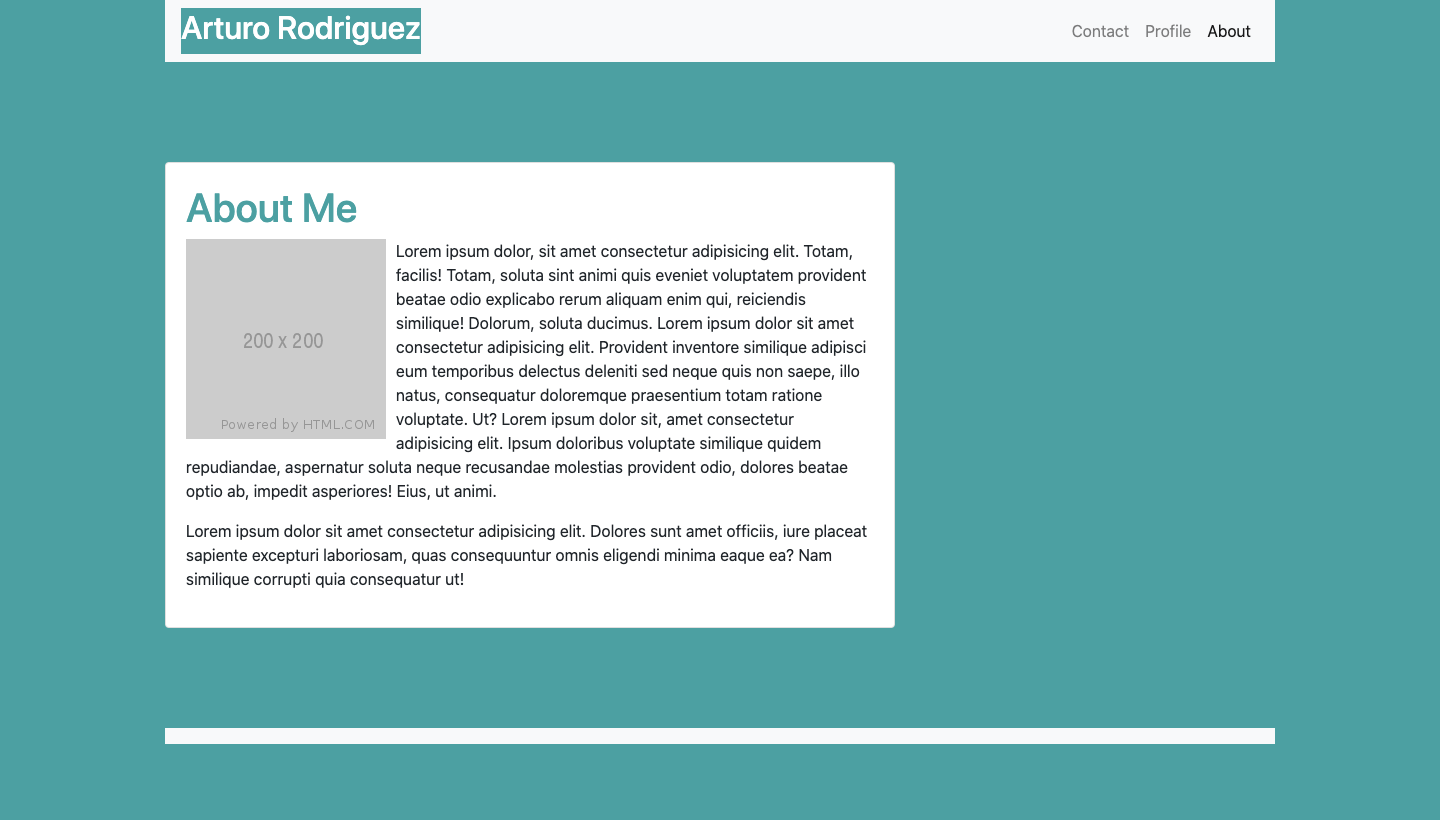 Arturo Rodriguez
Contact Profile About
About Me
Lorem ipsum dolor, sit amet consectetur adipisicing elit. Totam,
facilis! Totam, soluta sint animi quis eveniet voluptatem provident
beatae odio explicabo rerum aliquam enim qui, reiciendis
similique! Dolorum, soluta ducimus. Lorem ipsum dolor sit amet
consectetur adipisicing elit. Provident inventore similique adipisci
eum temporibus delectus deleniti sed neque quis non saepe, illo
natus, consequatur doloremque praesentium totam ratione
voluptate. Ut? Lorem ipsum dolor sit, amet consectetur
adipisicing elit. Ipsum doloribus voluptate similique quidem
repudiandae, aspernatur soluta neque recusandae molestias provident odio, dolores beatae
optio ab, impedit asperiores! Eius, ut animi.
200 x 200
Powered by HTML.COM
Lorem ipsum dolor sit amet consectetur adipisicing elit. Dolores sunt amet officiis, iure placeat
sapiente excepturi laboriosam, quas consequuntur omnis eligendi minima eaque ea? Nam
similique corrupti quia consequatur ut!